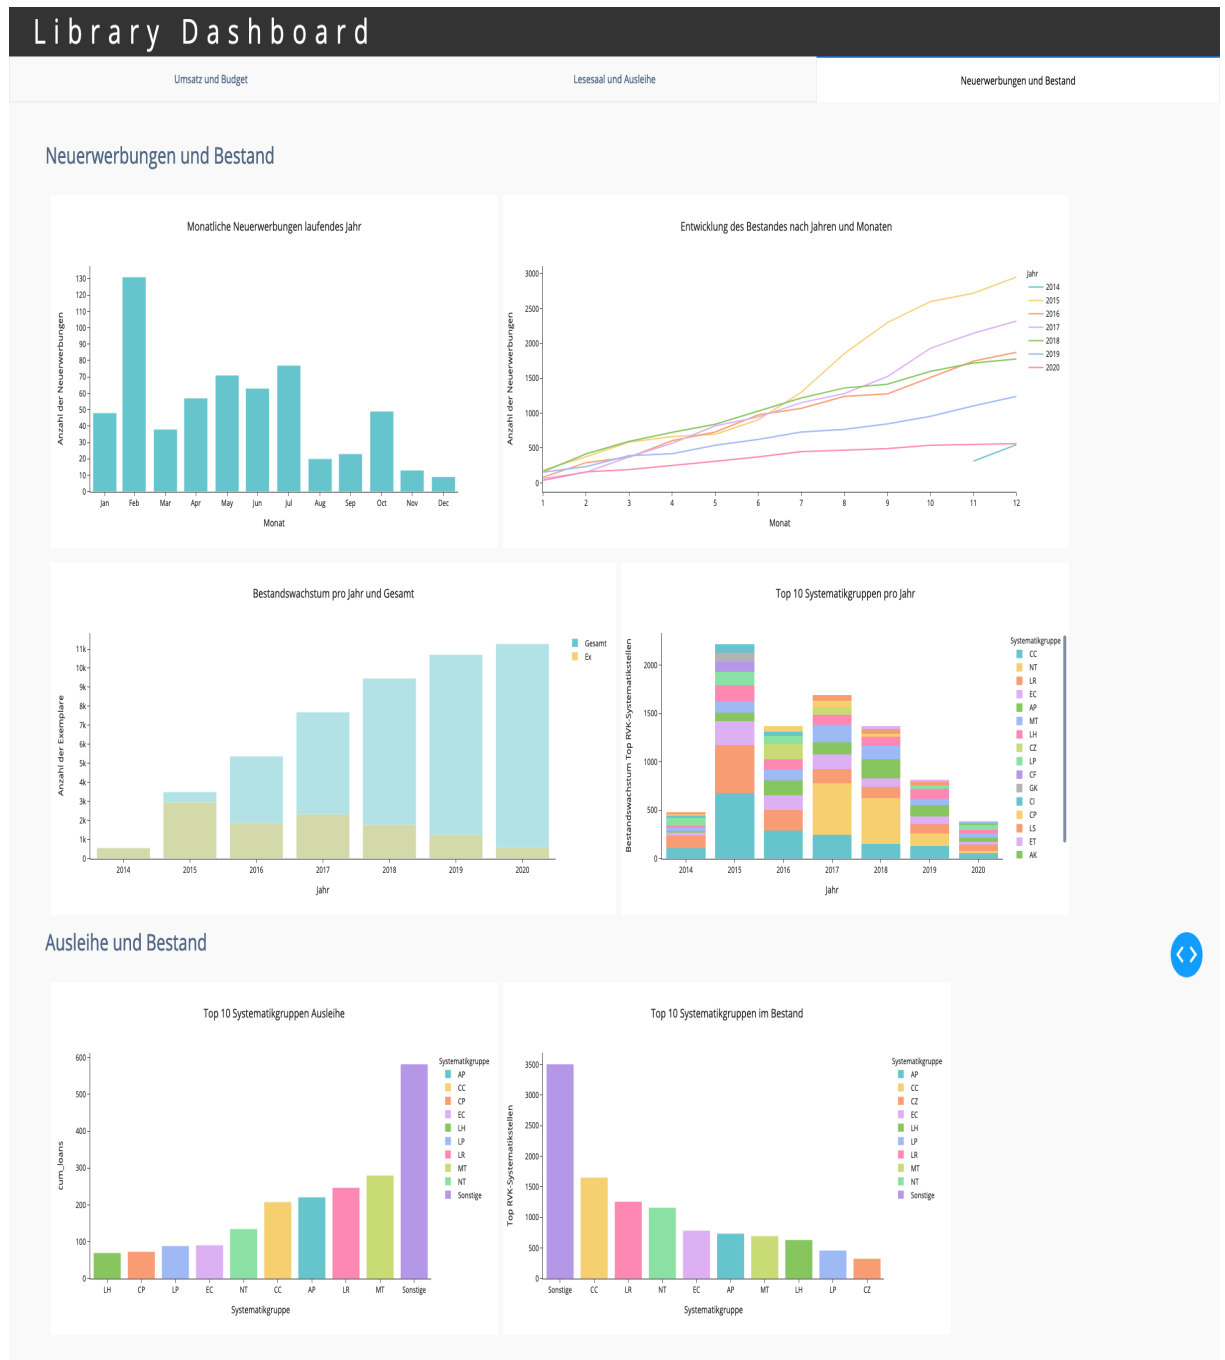 Library Dashboard
Umsatz und Budget
Lesesaal und Ausleihe
Neuerwerbungen und Bestand
Neuerwerbungen und Bestand
Monatliche Neuerwerbungen laufendes Jahr
Anzahl der Neuerwerbungen
130
120
110
100
90
80
70
60
50
40
30
20
10
0
Jan Feb Mar Apr May Jun Jul Aug Sep Oct Nov Dec
Monat
Entwicklung des Bestandes nach Jahren und Monaten
Anzahl der Neuerwerbungen
3000
2500
2000
1500
1000
500
0
1 2 3 4 5 6 7 8 9 10 11 12
Monat
Jahr
2014
2015
2016
2017
2018
2019
2020
Bestandswachstum pro Jahr und Gesamt
Anzahl der Exemplare
11k
10k
9k
8k
7k
6k
5k
4k
3k
2k
1k
0
2014 2015 2016 2017 2018 2019 2020
Jahr
Gesamt
Ex
Top 10 Systematikgruppen pro Jahr
Bestandswachstum Top RVK-Systematikstellen
2000
1500
1000
500
0
2014 2015 2016 2017 2018 2019 2020
Jahr
Systematikgruppe
CC
NT
LR
EC
AP
MT
LH
CZ
LP
CF
GK
CI
CP
LS
ET
AK
Ausleihe und Bestand
Top 10 Systematikgruppen Ausleihe
cum_loans
600
500
400
300
200
100
0
LH CP LP EC NT CC AP LR MT Sonstige
Systematikgruppe
Systematikgruppe
AP
CC
CP
EC
LH
LP
LR
MT
NT
Sonstige
Top 10 Systematikgruppen im Bestand
Top RVK-Systematikstellen
3500
3000
2500
2000
1500
1000
500
0
Sonstige CC LR NT EC AP MT LH LP CZ
Systematikgruppe
Systematikgruppe
AP
CC
CZ
EC
LH
LP
LR
MT
NT
Sonstige